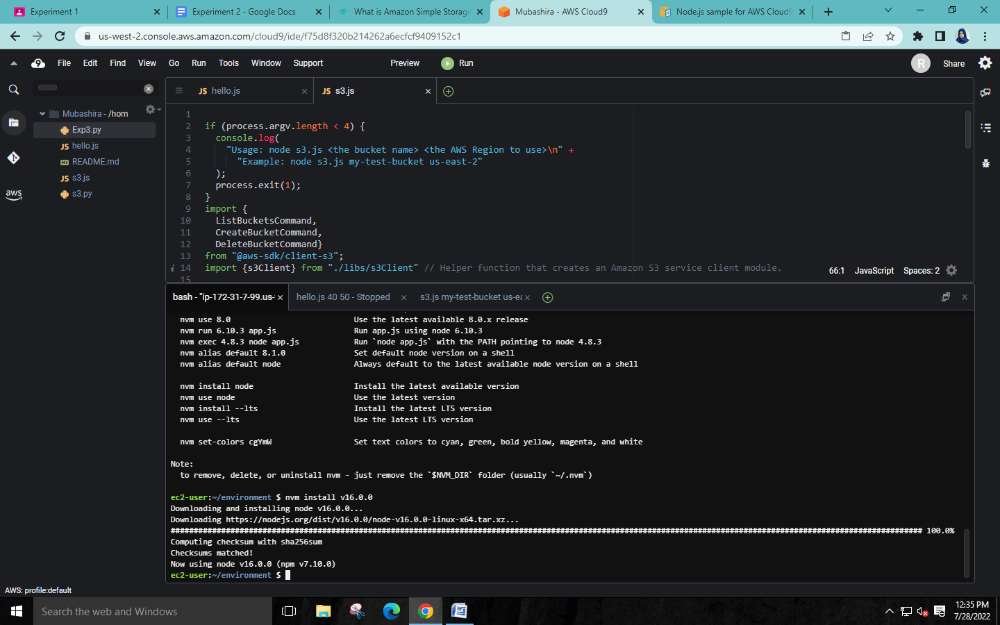 Experiment 1
Experiment 2 - Google Docs
What is Amazon Simple Storage
Mubashira - AWS Cloud9
Node.js sample for AWS Cloud9
us-west-2.console.aws.amazon.com/cloud9/ide/f75d8f320b214262a6ecfcf9409152c1
9 File Edit Find View Go Run Tools Window Support Preview Run R Share
Mubashira - /hom
Exp3.py
JS hello.js
README.md
JS s3.js
s3.py
aws
JS hello.js
JS s3.js
1
2 if (process.argv.length < 4) {
3 console.log(
4 "Usage: node s3.js <the bucket name> <the AWS Region to use>\n" +
5 "Example: node s3.js my-test-bucket us-east-2"
6 );
7 process.exit(1);
8 }
9 import {
10 ListBucketsCommand,
11 CreateBucketCommand,
12 DeleteBucketCommand}
13 from "@aws-sdk/client-s3";
14 import {s3Client} from "./libs/s3Client" // Helper function that creates an Amazon S3 service client module.
15
66:1 JavaScript Spaces: 2
bash - "ip-172-31-7-99.us-
hello.js 40 50 - Stopped
s3.js my-test-bucket us-ea
nvm use 8.0 Use the latest available 8.0.x release
nvm run 6.10.3 app.js Run app.js using node 6.10.3
nvm exec 4.8.3 node app.js Run `node app.js` with the PATH pointing to node 4.8.3
nvm alias default 8.1.0 Set default node version on a shell
nvm alias default node Always default to the latest available node version on a shell
nvm install node Install the latest available version
nvm use node Use the latest version
nvm install --lts Install the latest LTS version
nvm use --lts Use the latest LTS version
nvm set-colors cgYmW Set text colors to cyan, green, bold yellow, magenta, and white
Note:
to remove, delete, or uninstall nvm - just remove the `$NVM_DIR` folder (usually `~/.nvm`)
ec2-user:~/environment $ nvm install v16.0.0
Downloading and installing node v16.0.0...
Downloading https://nodejs.org/dist/v16.0.0/node-v16.0.0-linux-x64.tar.xz...
100.0%
Computing checksum with sha256sum
Checksums matched!
Now using node v16.0.0 (npm v7.10.0)
ec2-user:~/environment $
AWS: profile:default
Search the web and Windows
12:35 PM
7/28/2022